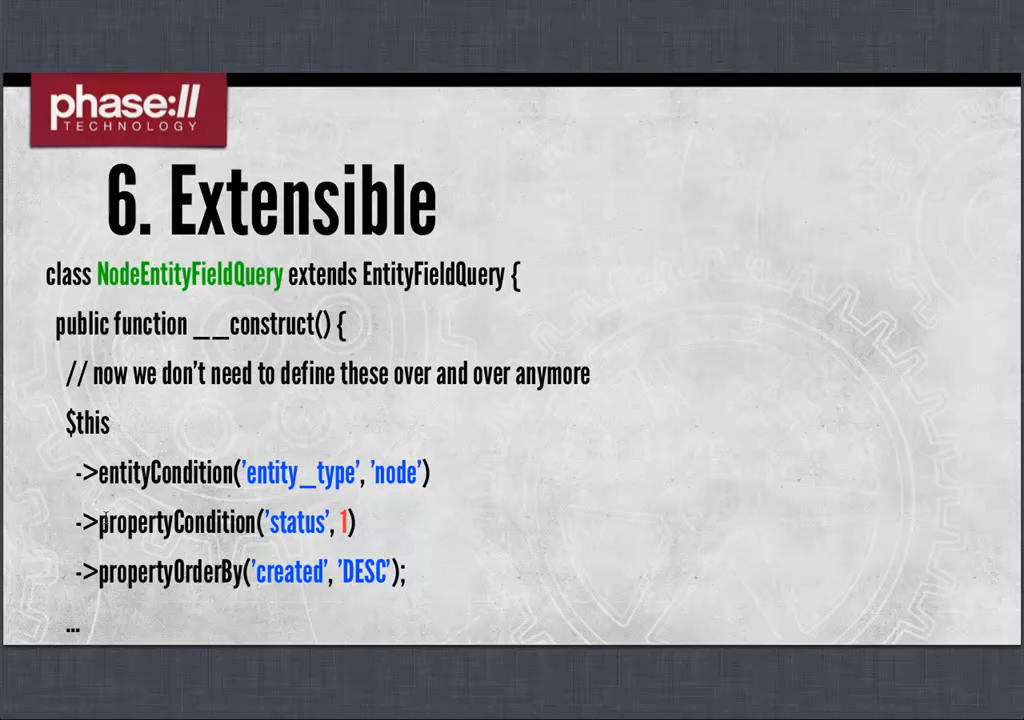 phase://
TECHNOLOGY
6. Extensible
class NodeEntityFieldQuery extends EntityFieldQuery {
public function __construct() {
// now we don't need to define these over and over anymore
$this
->entityCondition('entity_type', 'node')
->propertyCondition('status', 1)
->propertyOrderBy('created', 'DESC');
...